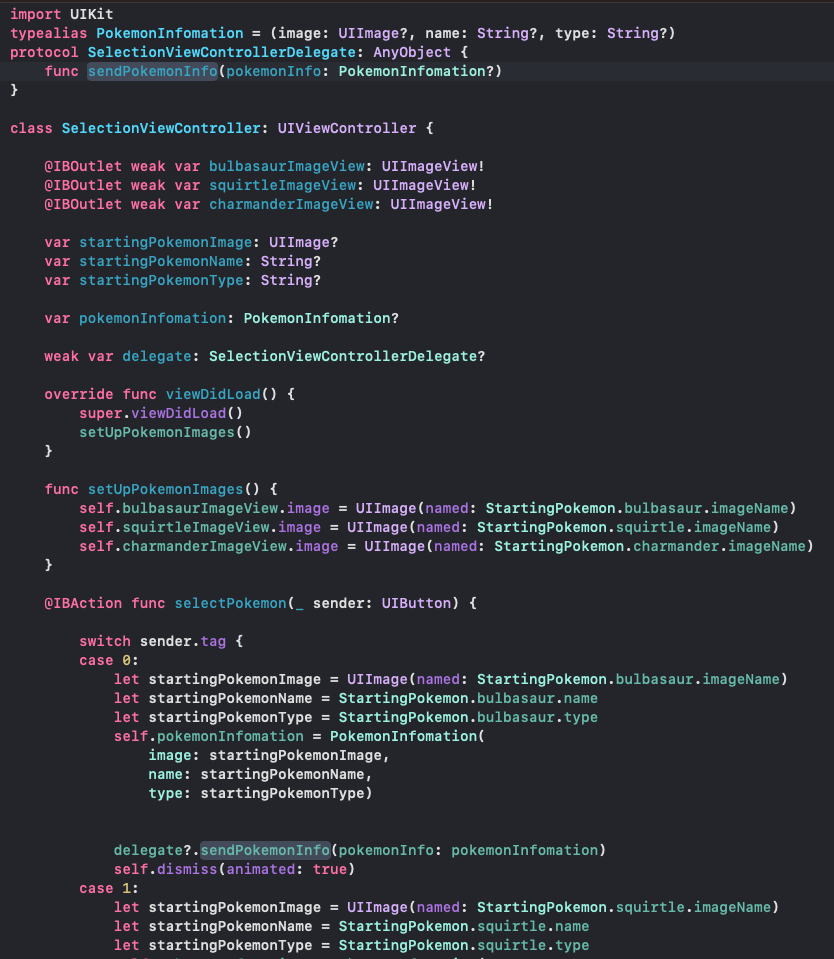 import UIKit
typealias PokemonInfomation = (image: UIImage?, name: String?, type: String?)
protocol SelectionViewControllerDelegate: AnyObject {
    func sendPokemonInfo(pokemonInfo: PokemonInfomation?)
}

class SelectionViewController: UIViewController {

    @IBOutlet weak var bulbasaurImageView: UIImageView!
    @IBOutlet weak var squirtleImageView: UIImageView!
    @IBOutlet weak var charmanderImageView: UIImageView!

    var startingPokemonImage: UIImage?
    var startingPokemonName: String?
    var startingPokemonType: String?

    var pokemonInfomation: PokemonInfomation?

    weak var delegate: SelectionViewControllerDelegate?

    override func viewDidLoad() {
        super.viewDidLoad()
        setUpPokemonImages()
    }

    func setUpPokemonImages() {
        self.bulbasaurImageView.image = UIImage(named: StartingPokemon.bulbasaur.imageName)
        self.squirtleImageView.image = UIImage(named: StartingPokemon.squirtle.imageName)
        self.charmanderImageView.image = UIImage(named: StartingPokemon.charmander.imageName)
    }

    @IBAction func selectPokemon(_ sender: UIButton) {

        switch sender.tag {
        case 0:
            let startingPokemonImage = UIImage(named: StartingPokemon.bulbasaur.imageName)
            let startingPokemonName = StartingPokemon.bulbasaur.name
            let startingPokemonType = StartingPokemon.bulbasaur.type
            self.pokemonInfomation = PokemonInfomation(
                image: startingPokemonImage,
                name: startingPokemonName,
                type: startingPokemonType)


            delegate?.sendPokemonInfo(pokemonInfo: pokemonInfomation)
            self.dismiss(animated: true)
        case 1:
            let startingPokemonImage = UIImage(named: StartingPokemon.squirtle.imageName)
            let startingPokemonName = StartingPokemon.squirtle.name
            let startingPokemonType = StartingPokemon.squirtle.type